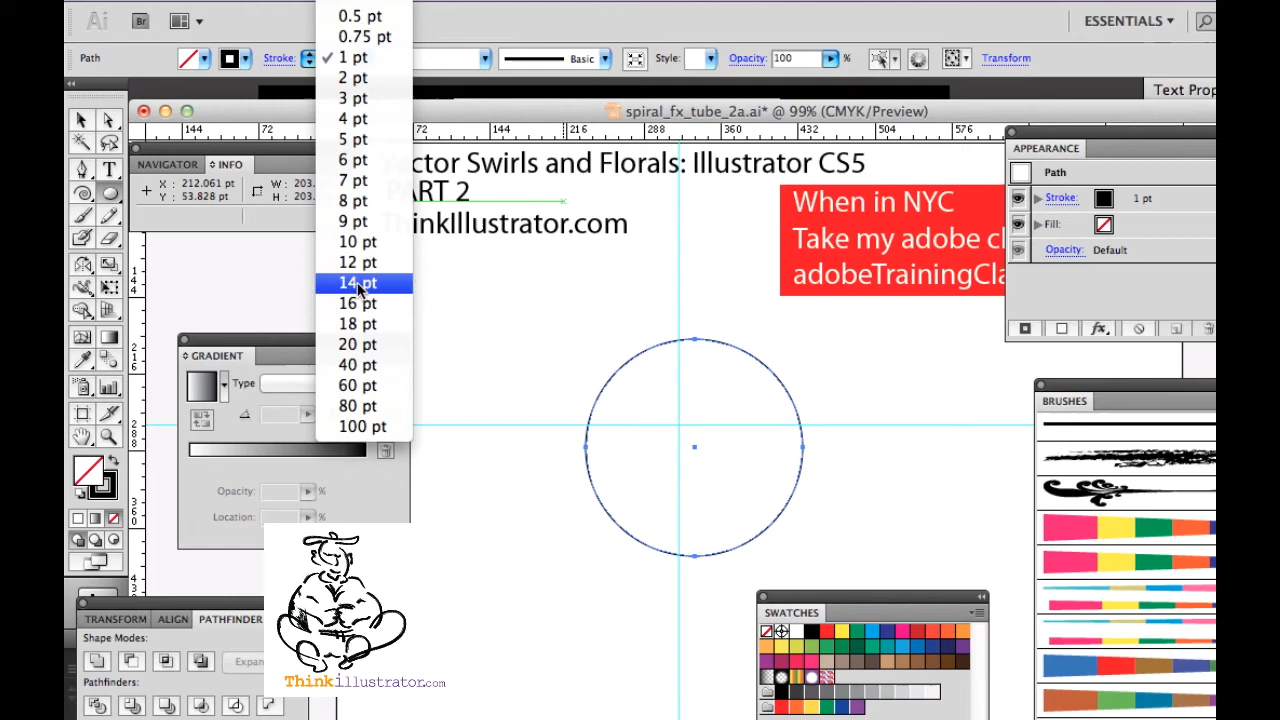 Ai
Br
ESSENTIALS
Path
Stroke:
Basic
Style:
Opacity:
100
%
Transform
0.5 pt
0.75 pt
1 pt
2 pt
3 pt
4 pt
5 pt
6 pt
7 pt
8 pt
9 pt
10 pt
12 pt
14 pt
16 pt
18 pt
20 pt
40 pt
60 pt
80 pt
100 pt
Text Prop
spiral_fx_tube_2a.ai* @ 99% (CMYK/Preview)
144
72
72
144
216
288
360
432
504
576
NAVIGATOR
INFO
X : 212.061 pt
Y : 53.828 pt
W : 203.
H : 203.
actor Swirls and Florals: Illustrator CS5
PART 2
ThinkIllustrator.com
When in NYC
Take my adobe cl
adobeTrainingCla
APPEARANCE
Path
Stroke:
1 pt
Fill:
Opacity:
Default
fx
GRADIENT
Type
Opacity:
%
Location:
%
BRUSHES
TRANSFORM
ALIGN
PATHFINDER
Shape Modes:
Expan
Pathfinders:
Thinkillustrator.com
SWATCHES